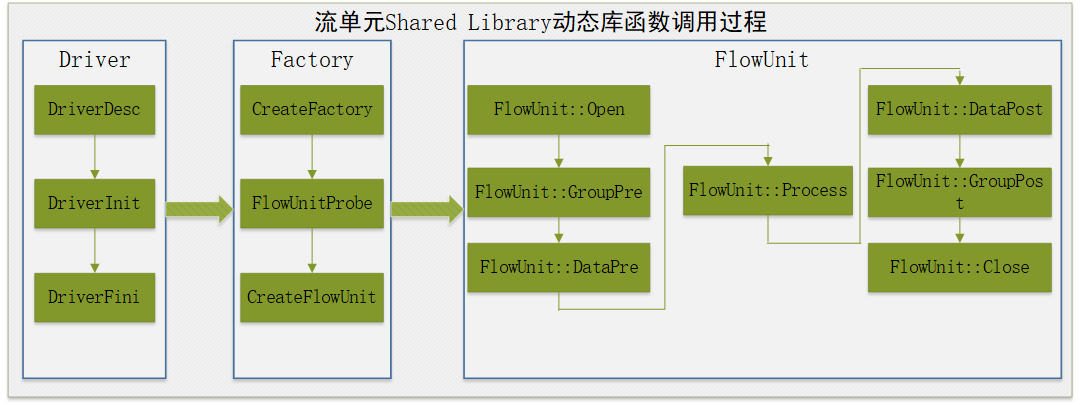 流单元Shared Library动态库函数调用过程
Driver
DriverDesc
DriverInit
DriverFini
Factory
CreateFactory
FlowUnitProbe
CreateFlowUnit
FlowUnit
FlowUnit::Open
FlowUnit::GroupPre
FlowUnit::DataPre
FlowUnit::Process
FlowUnit::DataPost
FlowUnit::GroupPos
t
FlowUnit::Close